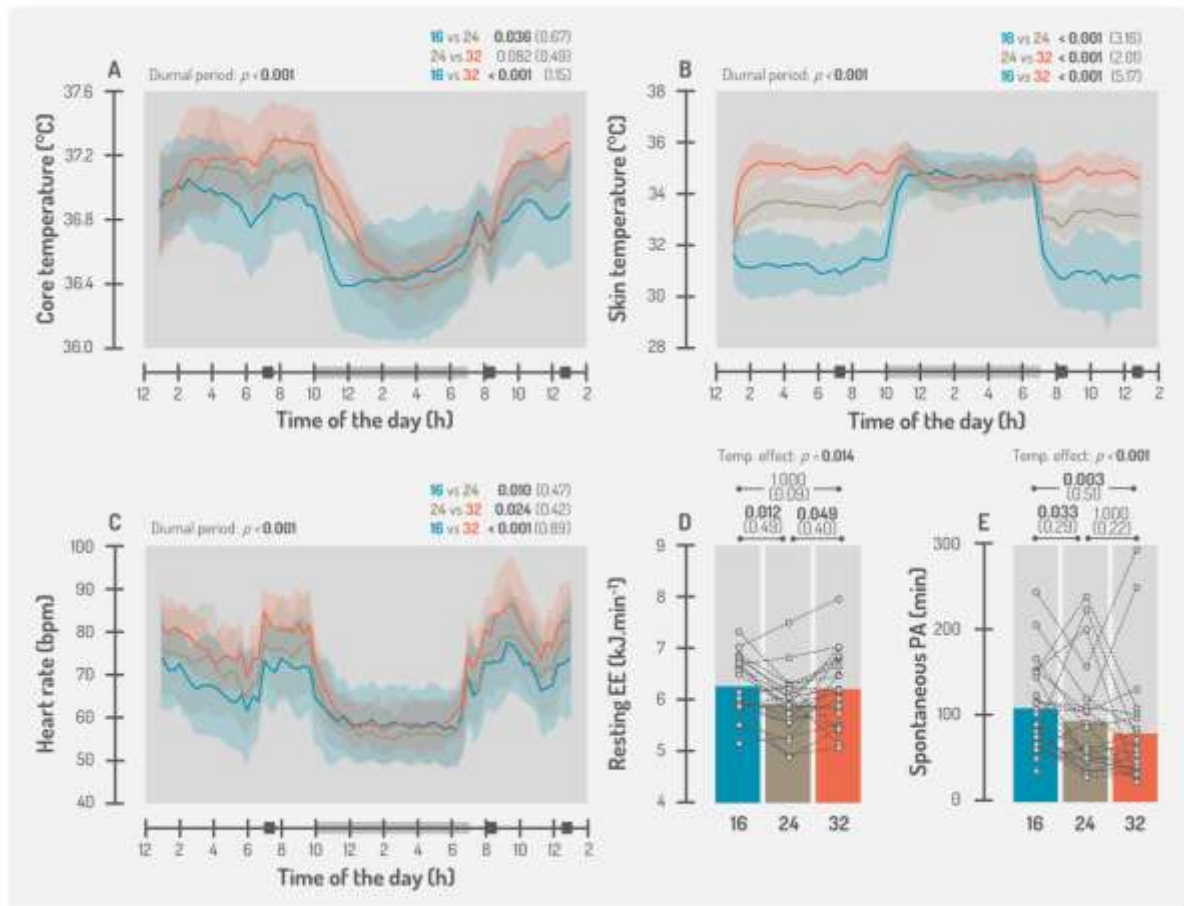 A
Diurnal period: p < 0.001
16 vs 24 0.036 (0.67)
24 vs 32 0.082 (0.49)
16 vs 32 < 0.001 (1.15)
Core temperature (°C)
37.6
37.2
36.8
36.4
36.0
12 2 4 6 8 10 12 2 4 6 8 10 12 2
Time of the day (h)
B
Diurnal period: p < 0.001
16 vs 24 < 0.001 (3.16)
24 vs 32 < 0.001 (2.01)
16 vs 32 < 0.001 (5.17)
Skin temperature (°C)
38
36
34
32
30
28
12 2 4 6 8 10 12 2 4 6 8 10 12 2
Time of the day (h)
C
Diurnal period: p < 0.001
16 vs 24 0.010 (0.47)
24 vs 32 0.024 (0.42)
16 vs 32 < 0.001 (0.89)
Heart rate (bpm)
100
90
80
70
60
50
40
12 2 4 6 8 10 12 2 4 6 8 10 12 2
Time of the day (h)
D
Temp. effect: p < 0.014
1.000
(0.09)
0.012 0.049
(0.49) (0.40)
Resting EE (kJ.min⁻¹)
9
8
7
6
5
4
16 24 32
E
Temp. effect: p < 0.001
0.003
(0.51)
0.033 1.000
(0.29) (0.22)
Spontaneous PA (min)
300
200
100
0
16 24 32